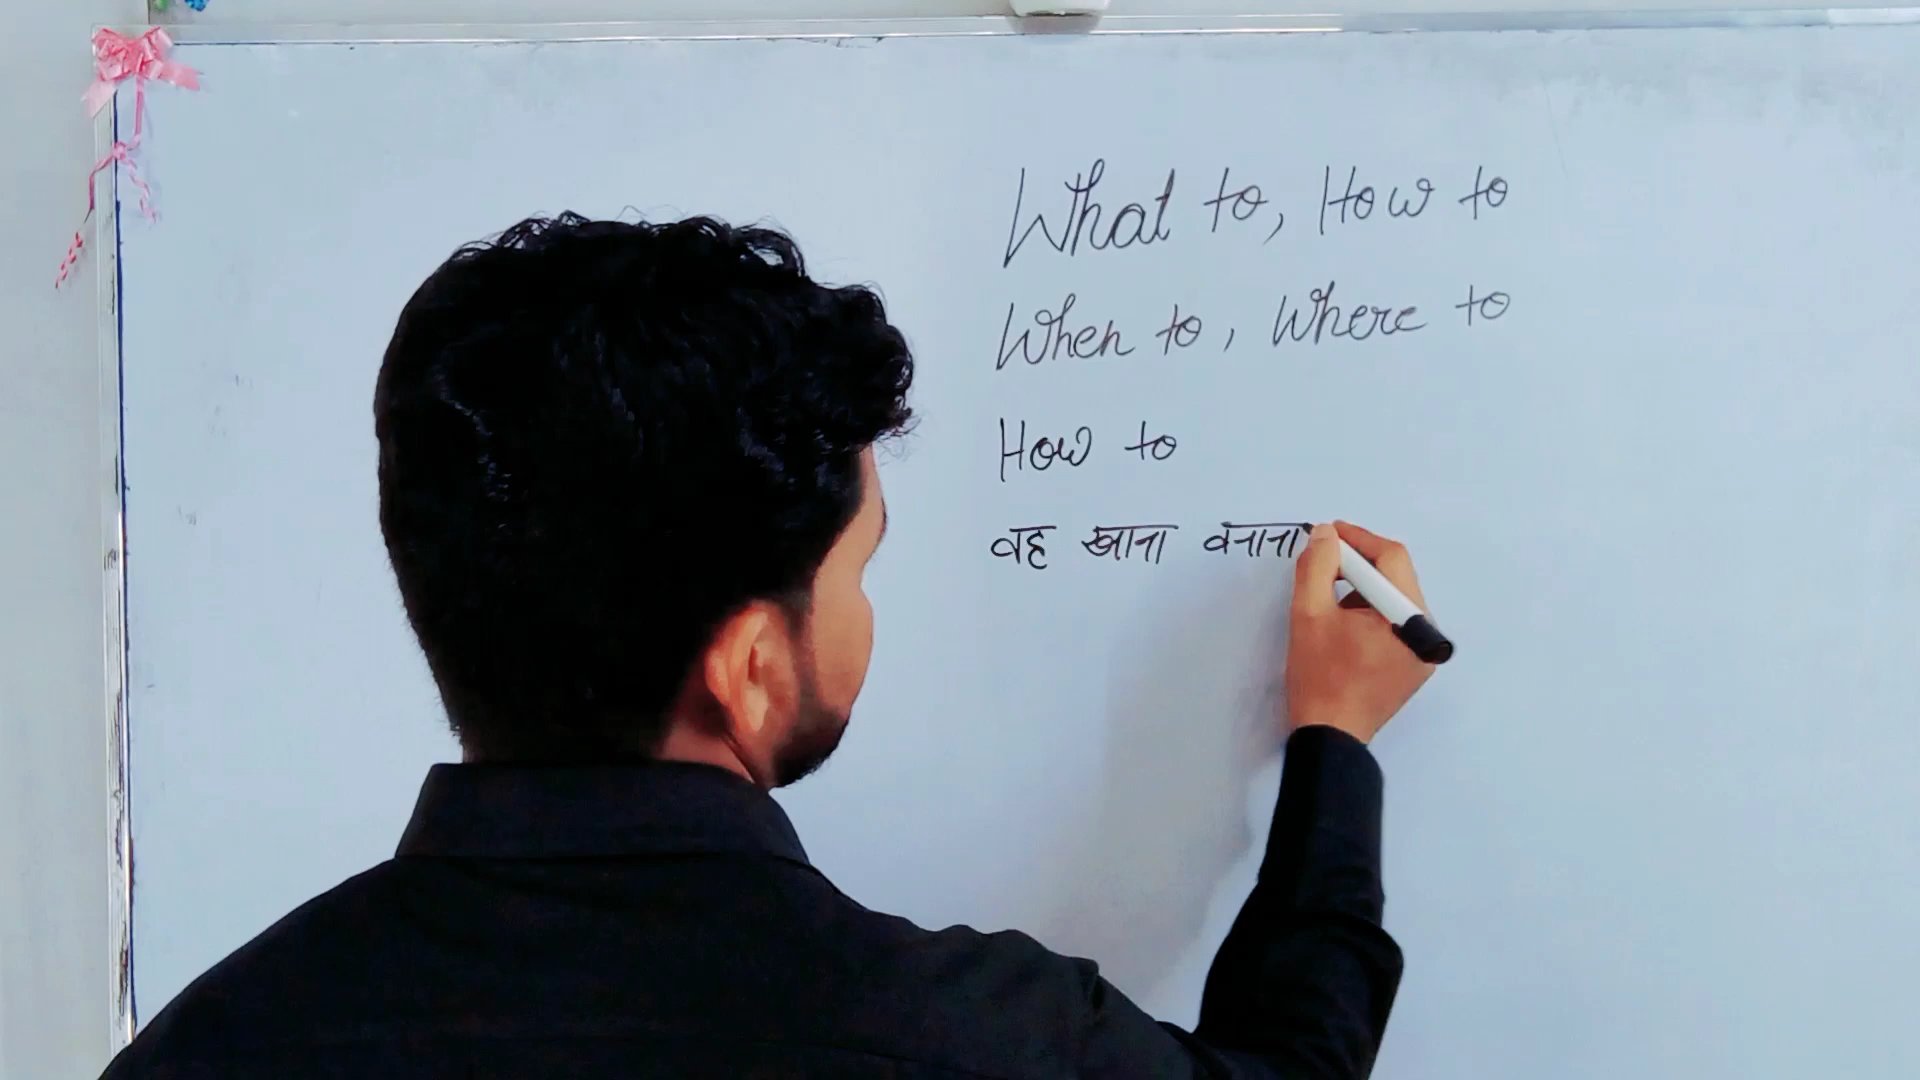 What to, How to
When to, Where to
How to
वह खाना बनाना